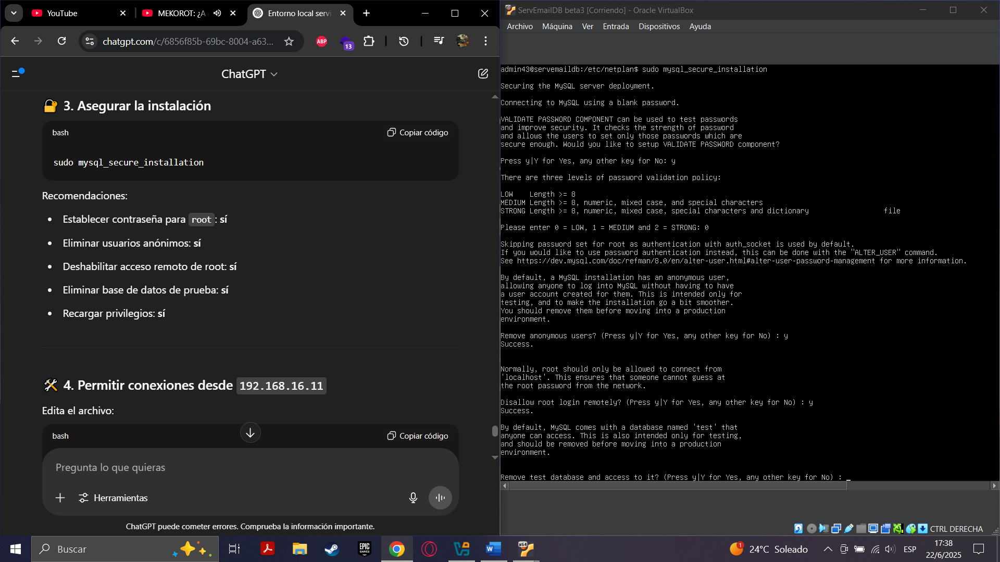 YouTube
MEKOROT: ¿A
Entorno local servi
chatgpt.com/c/6856f85b-69bc-8004-a63...
ABP
13
ChatGPT
3. Asegurar la instalación
bash
Copiar código
sudo mysql_secure_installation
Recomendaciones:
• Establecer contraseña para root: sí
• Eliminar usuarios anónimos: sí
• Deshabilitar acceso remoto de root: sí
• Eliminar base de datos de prueba: sí
• Recargar privilegios: sí
4. Permitir conexiones desde 192.168.16.11
Edita el archivo:
bash
Copiar código
Pregunta lo que quieras
Herramientas
ChatGPT puede cometer errores. Comprueba la información importante.
ServEmailDB beta3 [Corriendo] - Oracle VirtualBox
Archivo Máquina Ver Entrada Dispositivos Ayuda
admin43@servemaildb:/etc/netplan$ sudo mysql_secure_installation
Securing the MySQL server deployment.
Connecting to MySQL using a blank password.
VALIDATE PASSWORD COMPONENT can be used to test passwords
and improve security. It checks the strength of password
and allows the users to set only those passwords which are
secure enough. Would you like to setup VALIDATE PASSWORD component?
Press y|Y for Yes, any other key for No: y
There are three levels of password validation policy:
LOW    Length >= 8
MEDIUM Length >= 8, numeric, mixed case, and special characters
STRONG Length >= 8, numeric, mixed case, special characters and dictionary                  file
Please enter 0 = LOW, 1 = MEDIUM and 2 = STRONG: 0
Skipping password set for root as authentication with auth_socket is used by default.
If you would like to use password authentication instead, this can be done with the "ALTER_USER" command.
See https://dev.mysql.com/doc/refman/8.0/en/alter-user.html#alter-user-password-management for more information.
By default, a MySQL installation has an anonymous user,
allowing anyone to log into MySQL without having to have
a user account created for them. This is intended only for
testing, and to make the installation go a bit smoother.
You should remove them before moving into a production
environment.
Remove anonymous users? (Press y|Y for Yes, any other key for No) : y
Success.
Normally, root should only be allowed to connect from
'localhost'. This ensures that someone cannot guess at
the root password from the network.
Disallow root login remotely? (Press y|Y for Yes, any other key for No) : y
Success.
By default, MySQL comes with a database named 'test' that
anyone can access. This is also intended only for testing,
and should be removed before moving into a production
environment.
Remove test database and access to it? (Press y|Y for Yes, any other key for No) : _
CTRL DERECHA
Buscar
EPIC
GAMES
W
X64
1
24°C Soleado
ESP
17:38
22/6/2025